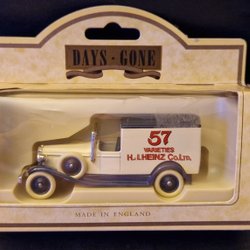 DAYS·GONE
57
VARIETIES
H.J.HEINZ Co.LTD.
MADE IN ENGLAND